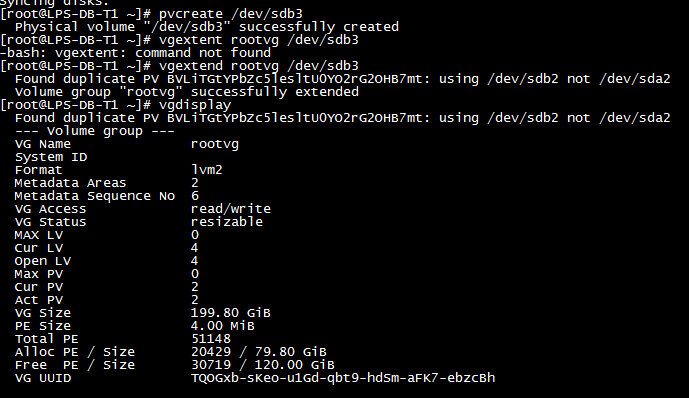 Syncing disks.
[root@LPS-DB-T1 ~]# pvcreate /dev/sdb3
  Physical volume "/dev/sdb3" successfully created
[root@LPS-DB-T1 ~]# vgextent rootvg /dev/sdb3
-bash: vgextent: command not found
[root@LPS-DB-T1 ~]# vgextend rootvg /dev/sdb3
  Found duplicate PV BVLiTGtYPbZc5lesltU0YO2rG2OHB7mt: using /dev/sdb2 not /dev/sda2
  Volume group "rootvg" successfully extended
[root@LPS-DB-T1 ~]# vgdisplay
  Found duplicate PV BVLiTGtYPbZc5lesltU0YO2rG2OHB7mt: using /dev/sdb2 not /dev/sda2
  --- Volume group ---
  VG Name               rootvg
  System ID
  Format                lvm2
  Metadata Areas        2
  Metadata Sequence No  6
  VG Access             read/write
  VG Status             resizable
  MAX LV                0
  Cur LV                4
  Open LV               4
  Max PV                0
  Cur PV                2
  Act PV                2
  VG Size               199.80 GiB
  PE Size               4.00 MiB
  Total PE              51148
  Alloc PE / Size       20429 / 79.80 GiB
  Free  PE / Size       30719 / 120.00 GiB
  VG UUID               TQOGxb-sKeo-u1Gd-qbt9-hdSm-aFK7-ebzcBh